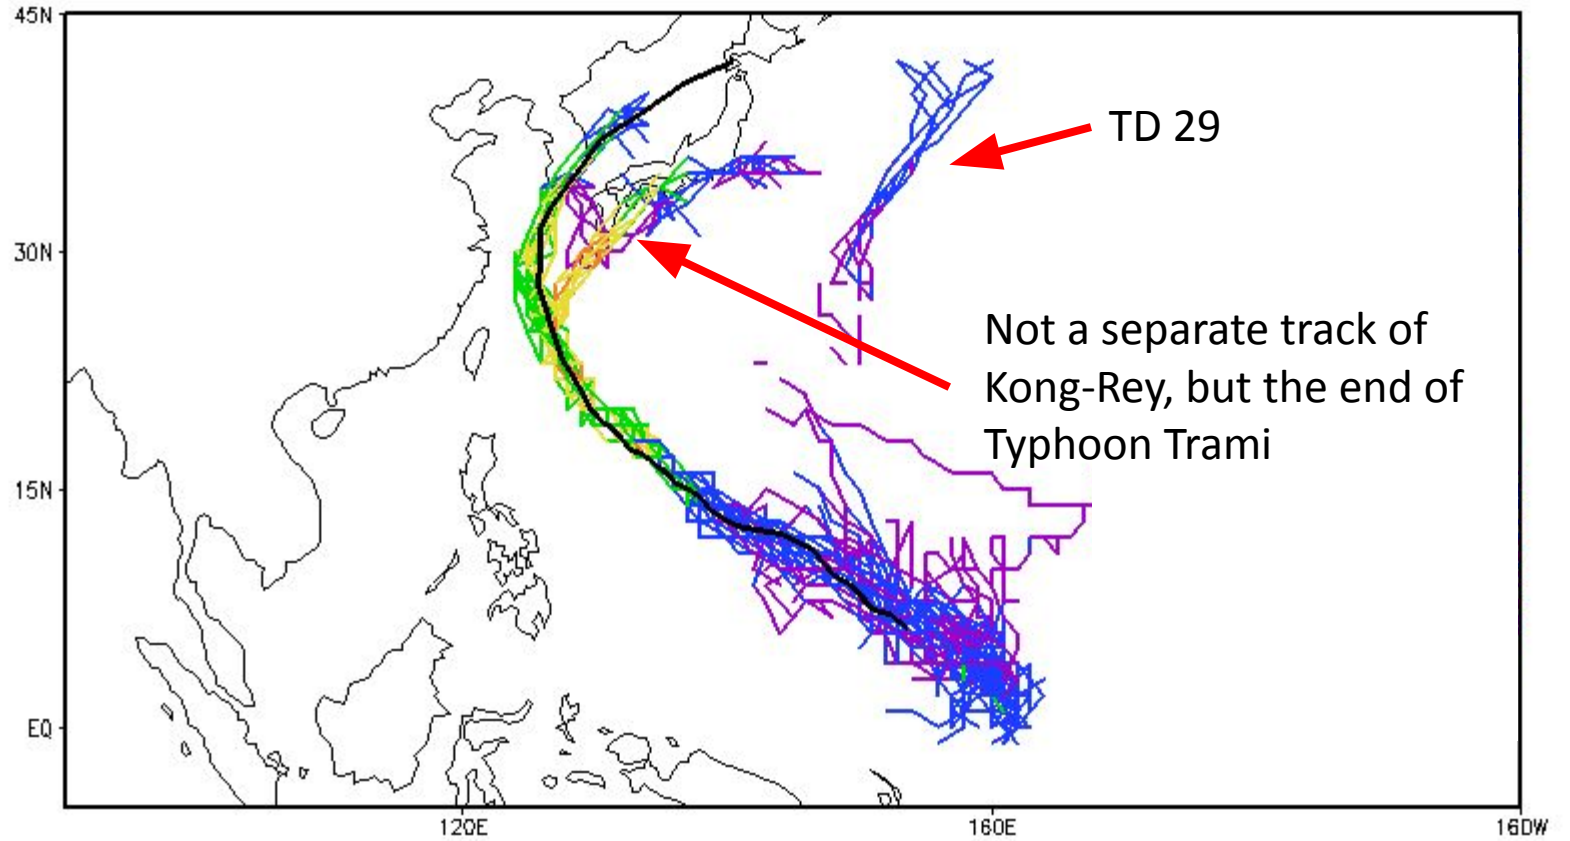 45N
TD 29
30N
Not a separate track of
Kong-Rey, but the end of
Typhoon Trami
15N
EQ
120E
160E
160W